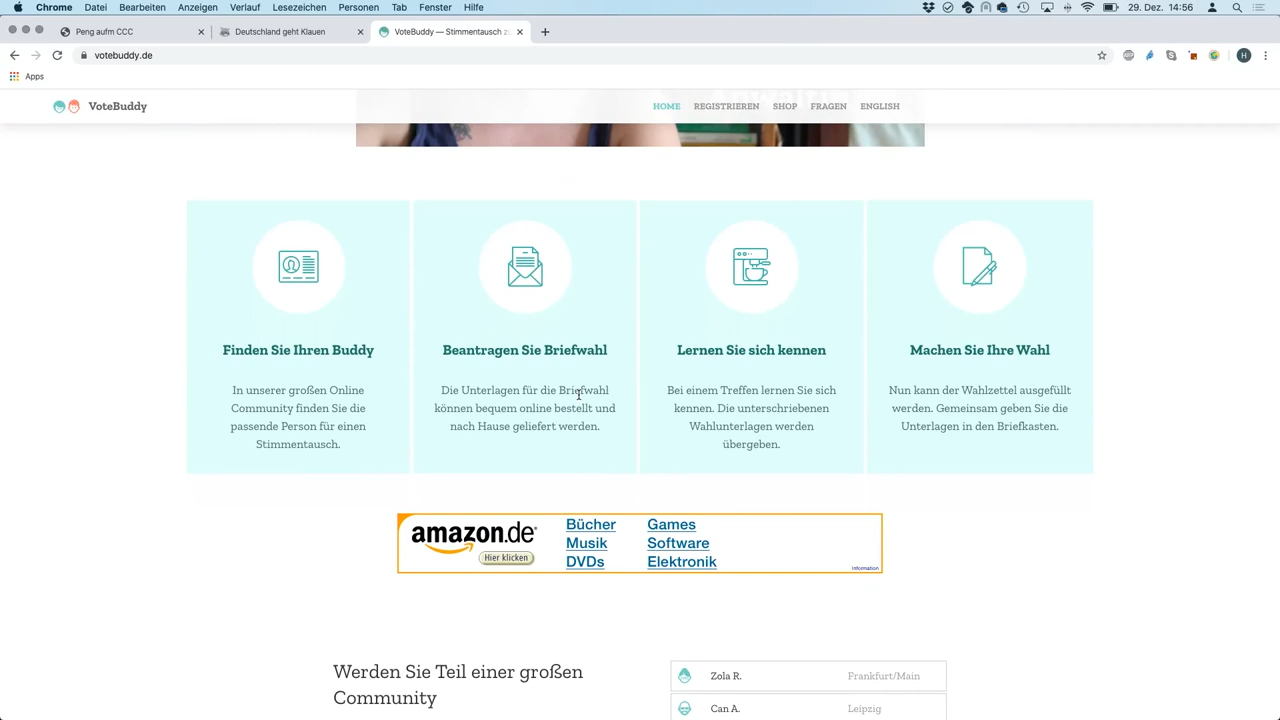 Chrome Datei Bearbeiten Anzeigen Verlauf Lesezeichen Personen Tab Fenster Hilfe 29. Dez. 14:56
Peng aufm CCC
Deutschland geht Klauen
VoteBuddy — Stimmentausch zu
votebuddy.de
H
Apps
VoteBuddy
HOME REGISTRIEREN SHOP FRAGEN ENGLISH
Finden Sie Ihren Buddy
In unserer großen Online
Community finden Sie die
passende Person für einen
Stimmentausch.
Beantragen Sie Briefwahl
Die Unterlagen für die Briefwahl
können bequem online bestellt und
nach Hause geliefert werden.
Lernen Sie sich kennen
Bei einem Treffen lernen Sie sich
kennen. Die unterschriebenen
Wahlunterlagen werden
übergeben.
Machen Sie Ihre Wahl
Nun kann der Wahlzettel ausgefüllt
werden. Gemeinsam geben Sie die
Unterlagen in den Briefkasten.
amazon.de
Hier klicken
Bücher
Musik
DVDs
Games
Software
Elektronik
Information
Werden Sie Teil einer großen
Community
Zola R. Frankfurt/Main
Can A. Leipzig